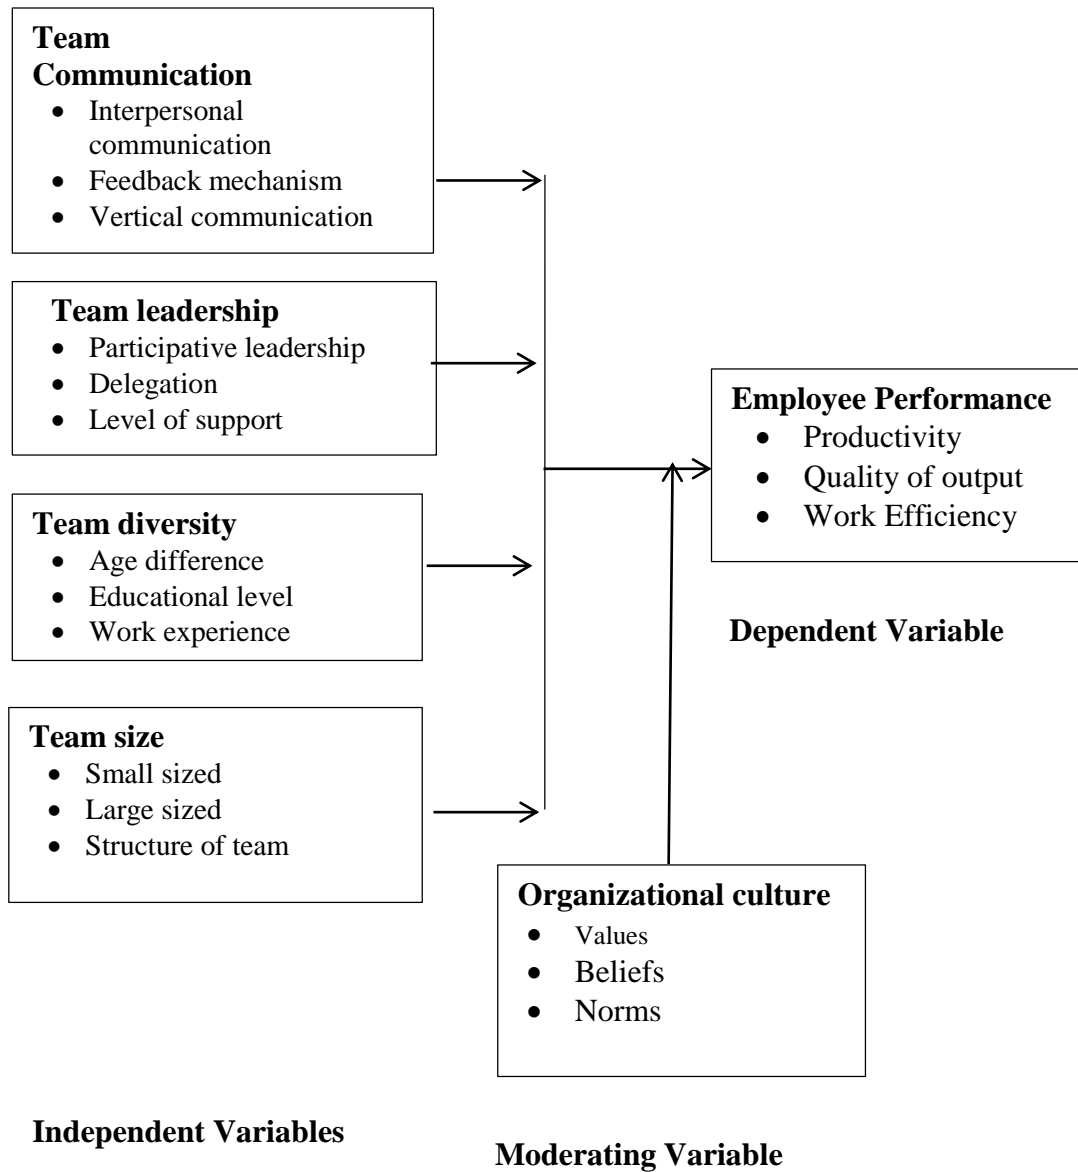 Team
Communication
• Interpersonal
communication
• Feedback mechanism
• Vertical communication
Team leadership
• Participative leadership
• Delegation
• Level of support
Team diversity
• Age difference
• Educational level
• Work experience
Team size
• Small sized
• Large sized
• Structure of team
Employee Performance
• Productivity
• Quality of output
• Work Efficiency
Dependent Variable
Organizational culture
• Values
• Beliefs
• Norms
Independent Variables
Moderating Variable